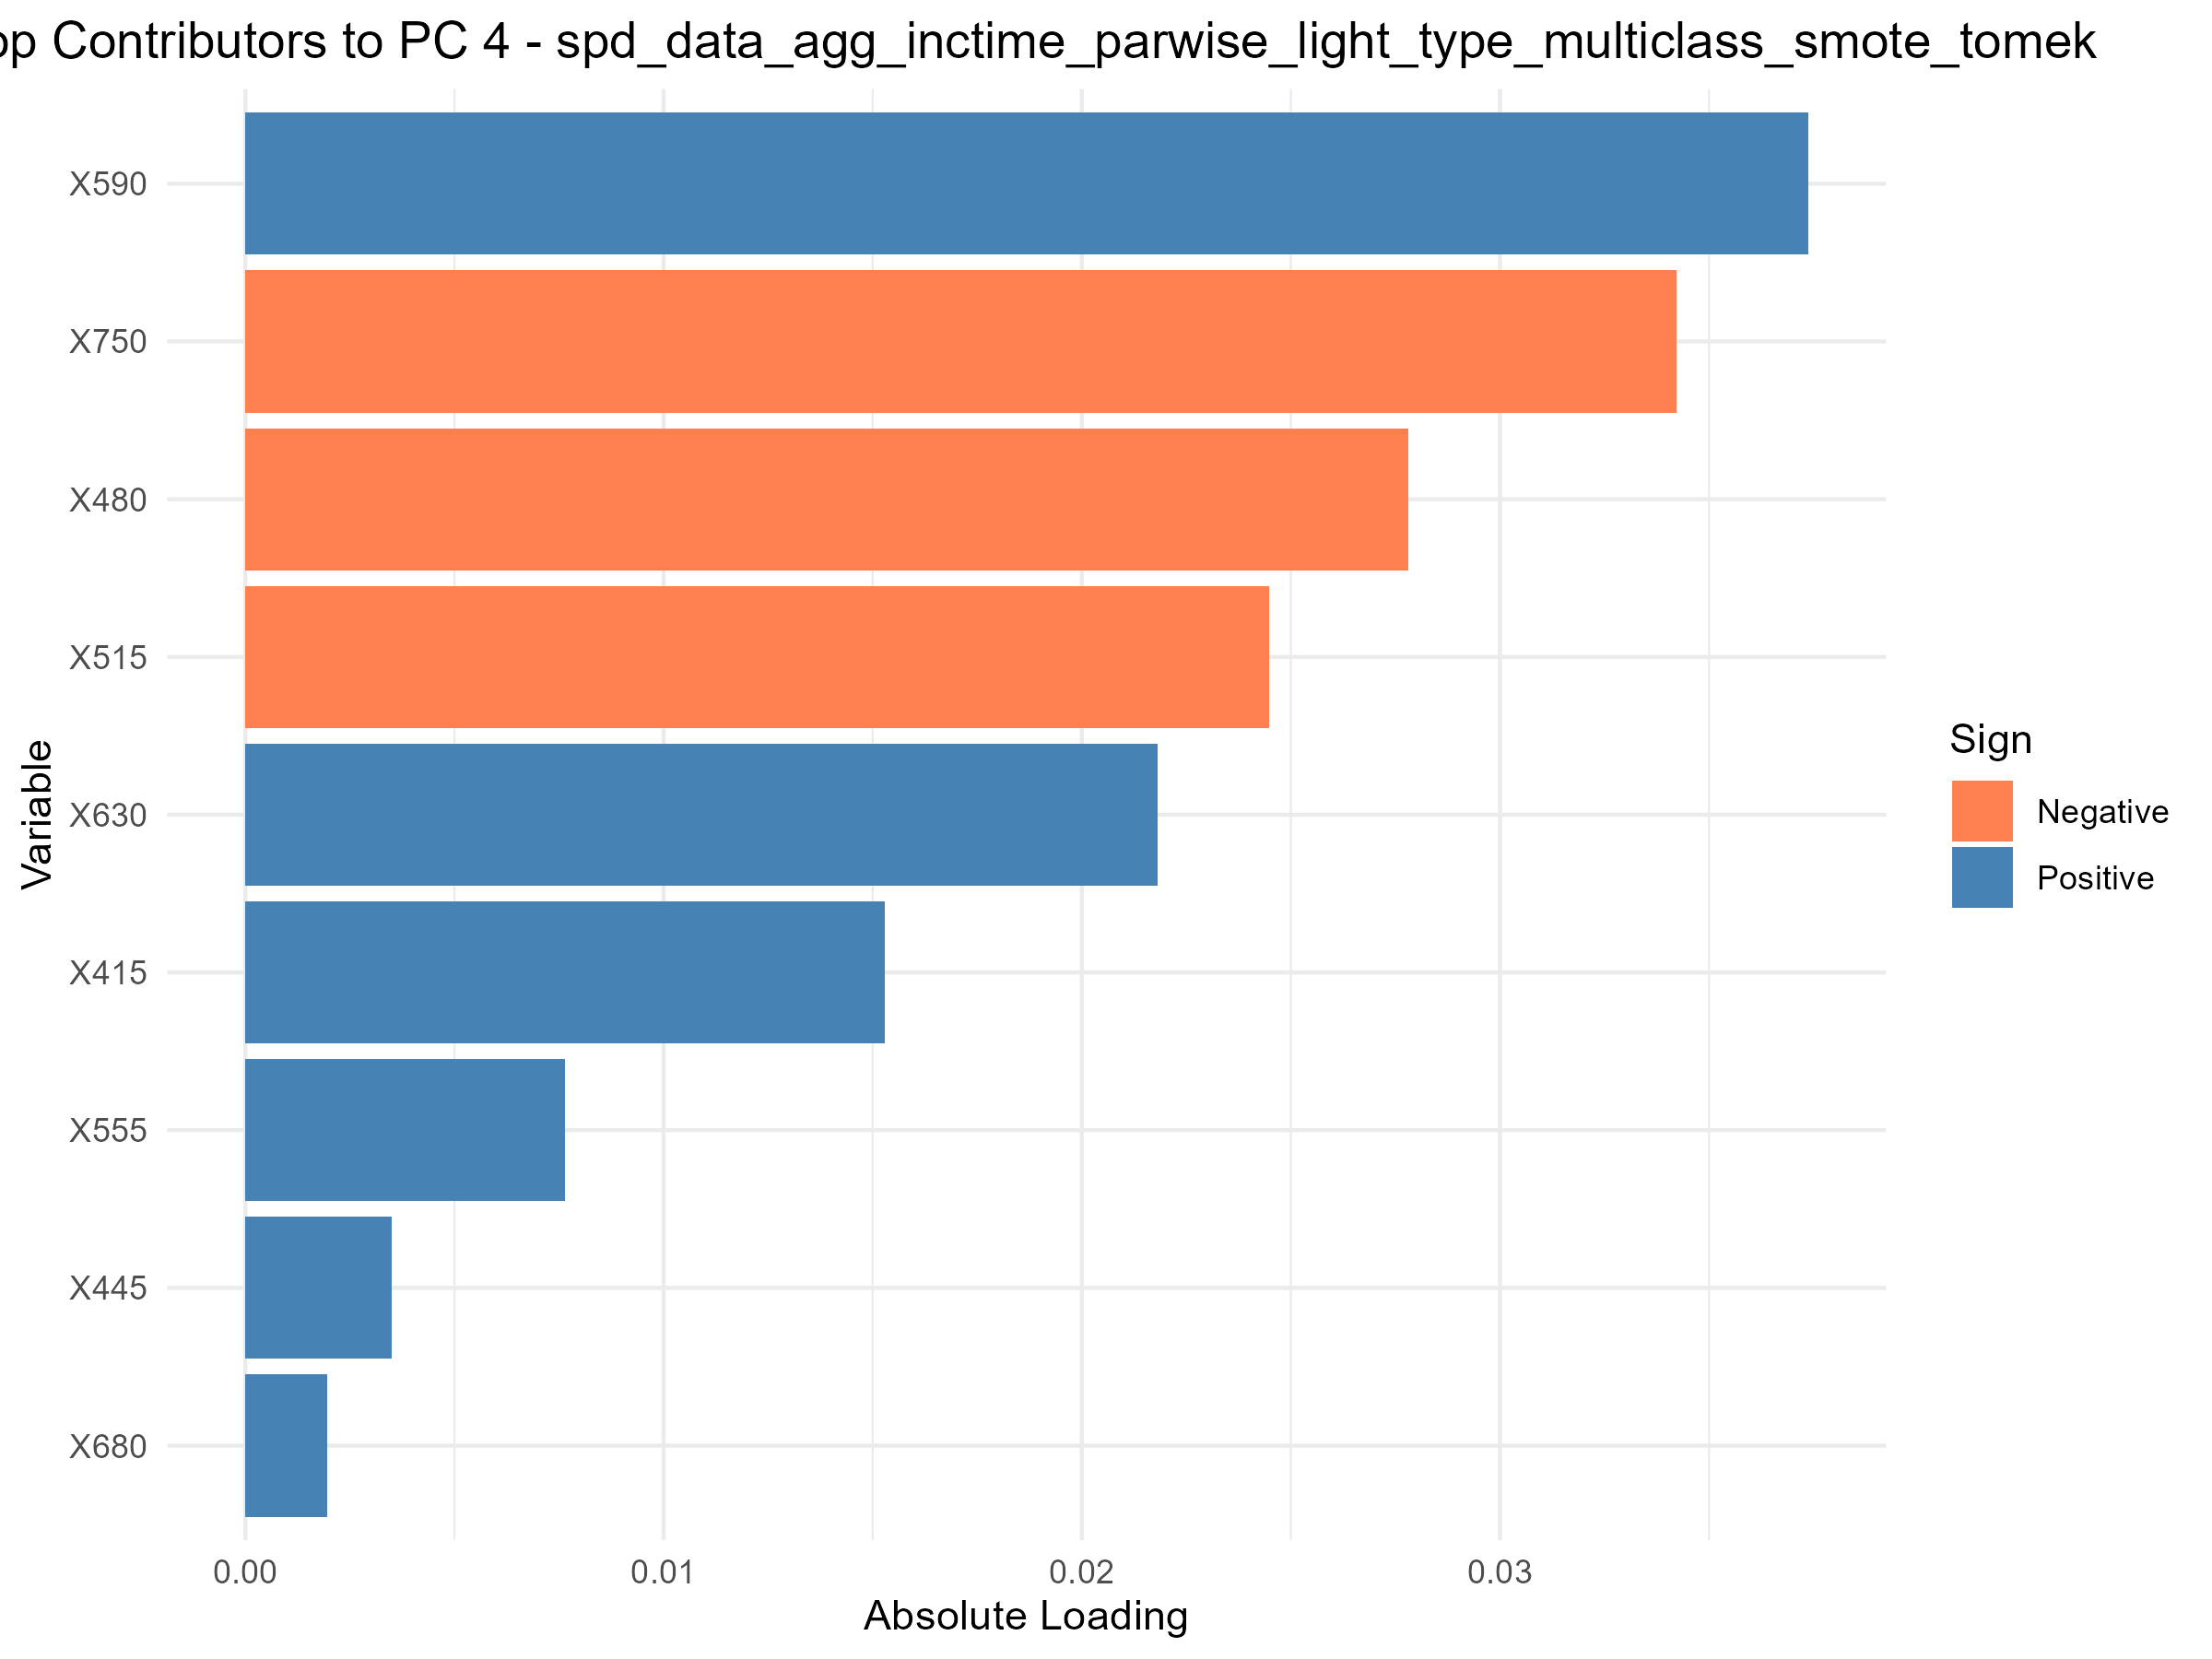 op Contributors to PC 4 - spd_data_agg_inctime_parwise_light_type_multiclass_smote_tomek
X590
X750
X480
X515
X630
X415
X555
X445
X680
Variable
0.00
0.01
0.02
0.03
Absolute Loading
Sign
Negative
Positive